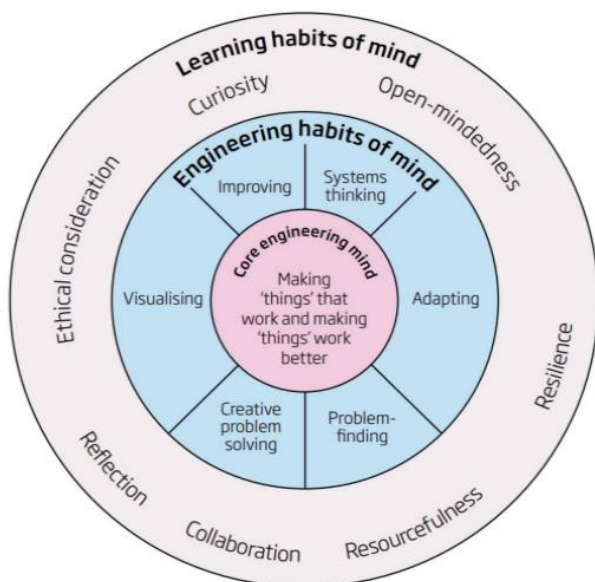 Learning habits of mind
Curiosity
Open-mindedness
Ethical consideration
Resilience
Reflection
Collaboration
Resourcefulness
Engineering habits of mind
Improving
Systems
thinking
Visualising
Adapting
Creative
problem
solving
Problem-
finding
Core engineering mind
Making
'things' that
work and making
'things' work
better